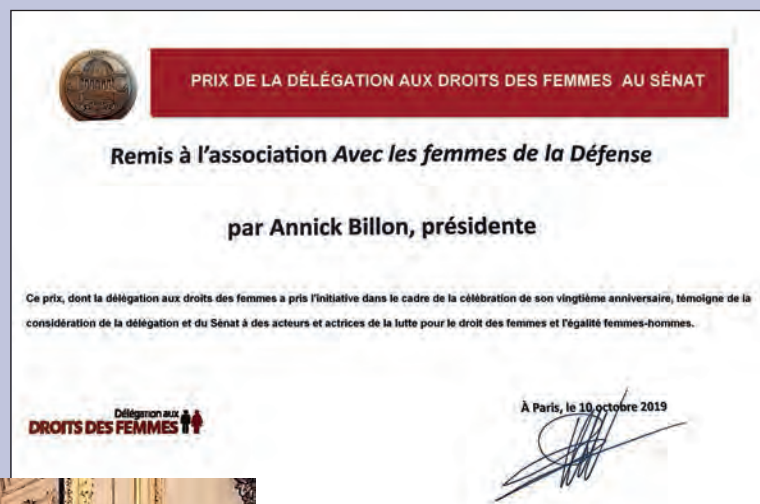 PRIX DE LA DÉLÉGATION AUX DROITS DES FEMMES AU SÉNAT
Remis à l'association Avec les femmes de la Défense
par Annick Billon, présidente
Ce prix, dont la délégation aux droits des femmes a pris l'initiative dans le cadre de la célébration de son vingtième anniversaire, témoigne de la
considération de la délégation et du Sénat à des acteurs et actrices de la lutte pour le droit des femmes et l'égalité femmes-hommes.
Délégation aux
DROITS DES FEMMES
À Paris, le 10 octobre 2019